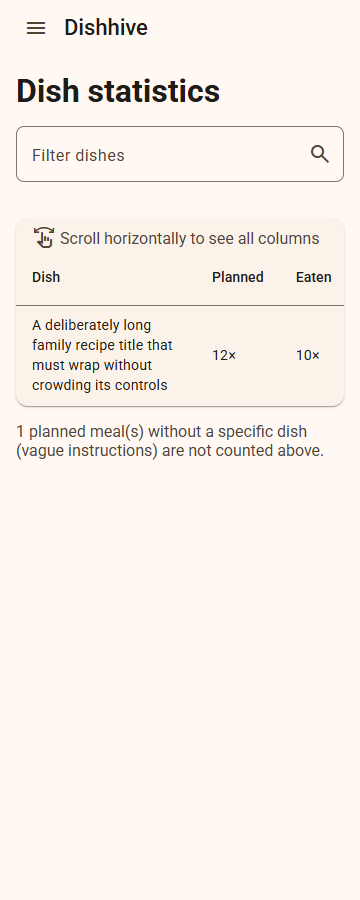 Dishhive
Dish statistics
Filter dishes
Scroll horizontally to see all columns
Dish Planned Eaten
A deliberately long
family recipe title that
must wrap without
crowding its controls
12× 10×
1 planned meal(s) without a specific dish
(vague instructions) are not counted above.